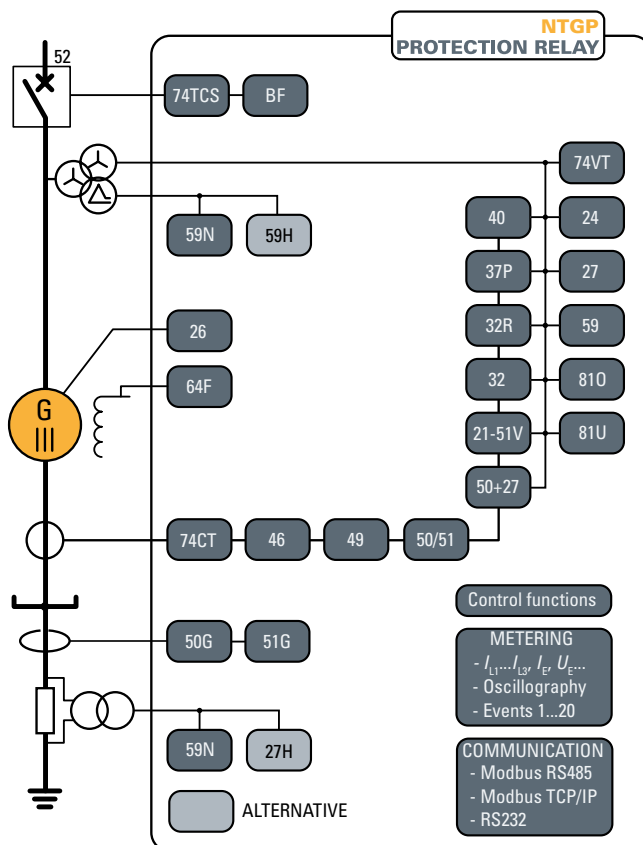 NTGP
PROTECTION RELAY
52
74TCS
BF
74VT
59N
59H
40
24
37P
27
26
32R
59
64F
32
81O
G
21-51V
81U
50+27
74CT
46
49
50/51
Control functions
50G
51G
METERING
- IL1...IL3, IE, UE...
- Oscillography
- Events 1...20
59N
27H
COMMUNICATION
- Modbus RS485
- Modbus TCP/IP
- RS232
ALTERNATIVE